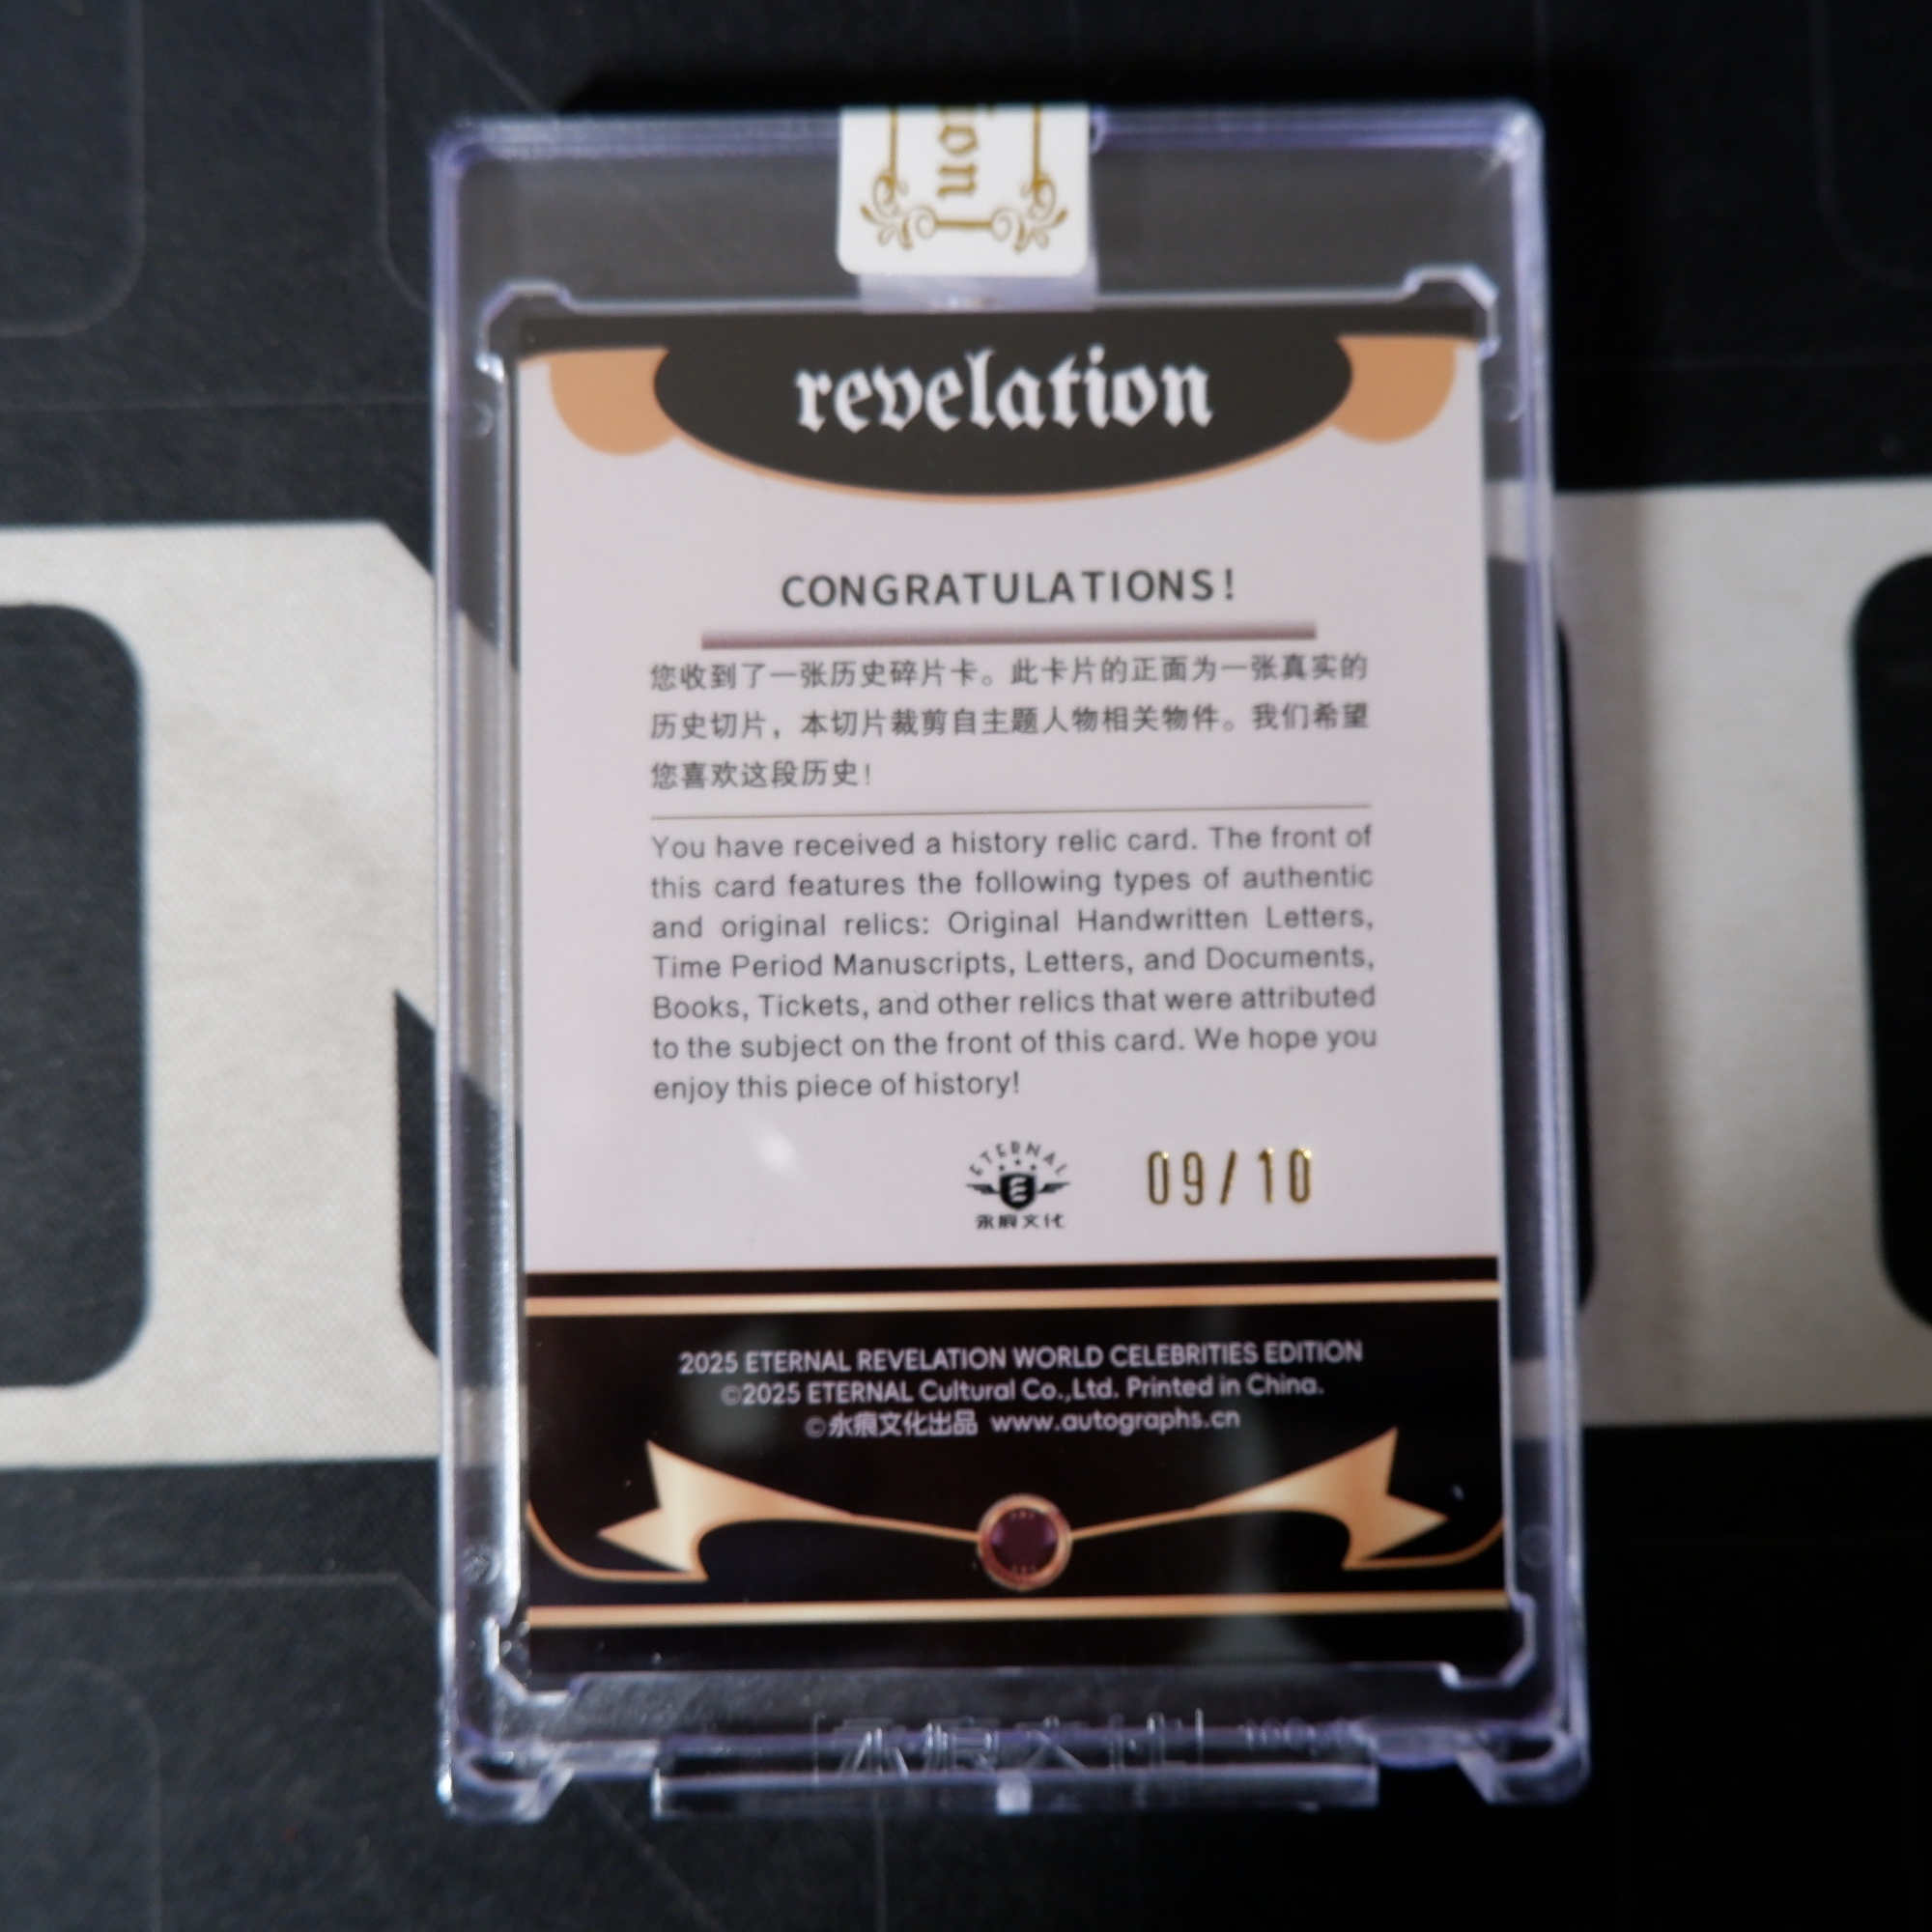 on
revelation
CONGRATULATIONS!
您收到了一张历史碎片卡。此卡片的正面为一张真实的
历史切片，本切片裁剪自主题人物相关物件。我们希望
您喜欢这段历史！
You have received a history relic card. The front of
this card features the following types of authentic
and original relics: Original Handwritten Letters,
Time Period Manuscripts, Letters, and Documents,
Books, Tickets, and other relics that were attributed
to the subject on the front of this card. We hope you
enjoy this piece of history!
ETERNAL
永痕文化
09/10
2025 ETERNAL REVELATION WORLD CELEBRITIES EDITION
©2025 ETERNAL Cultural Co.,Ltd. Printed in China.
©永痕文化出品 www.autographs.cn
永痕文化